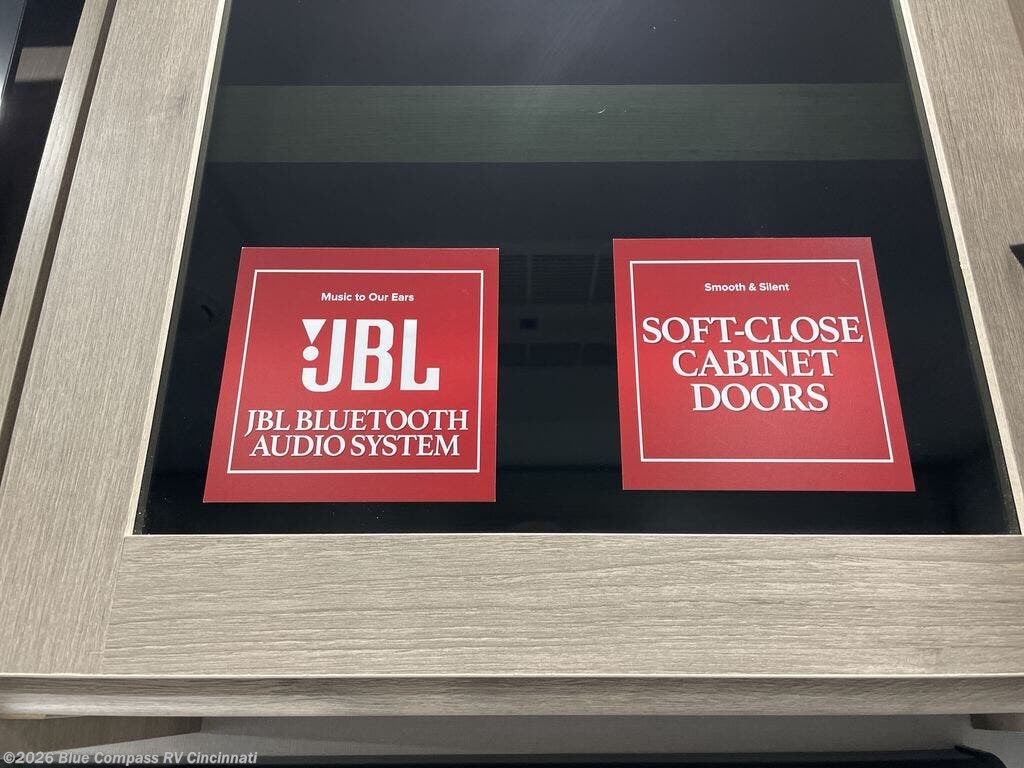 Music to Our Ears
JBL
JBL BLUETOOTH
AUDIO SYSTEM
Smooth & Silent
SOFT-CLOSE
CABINET
DOORS
©2026 Blue Compass RV Cincinnati